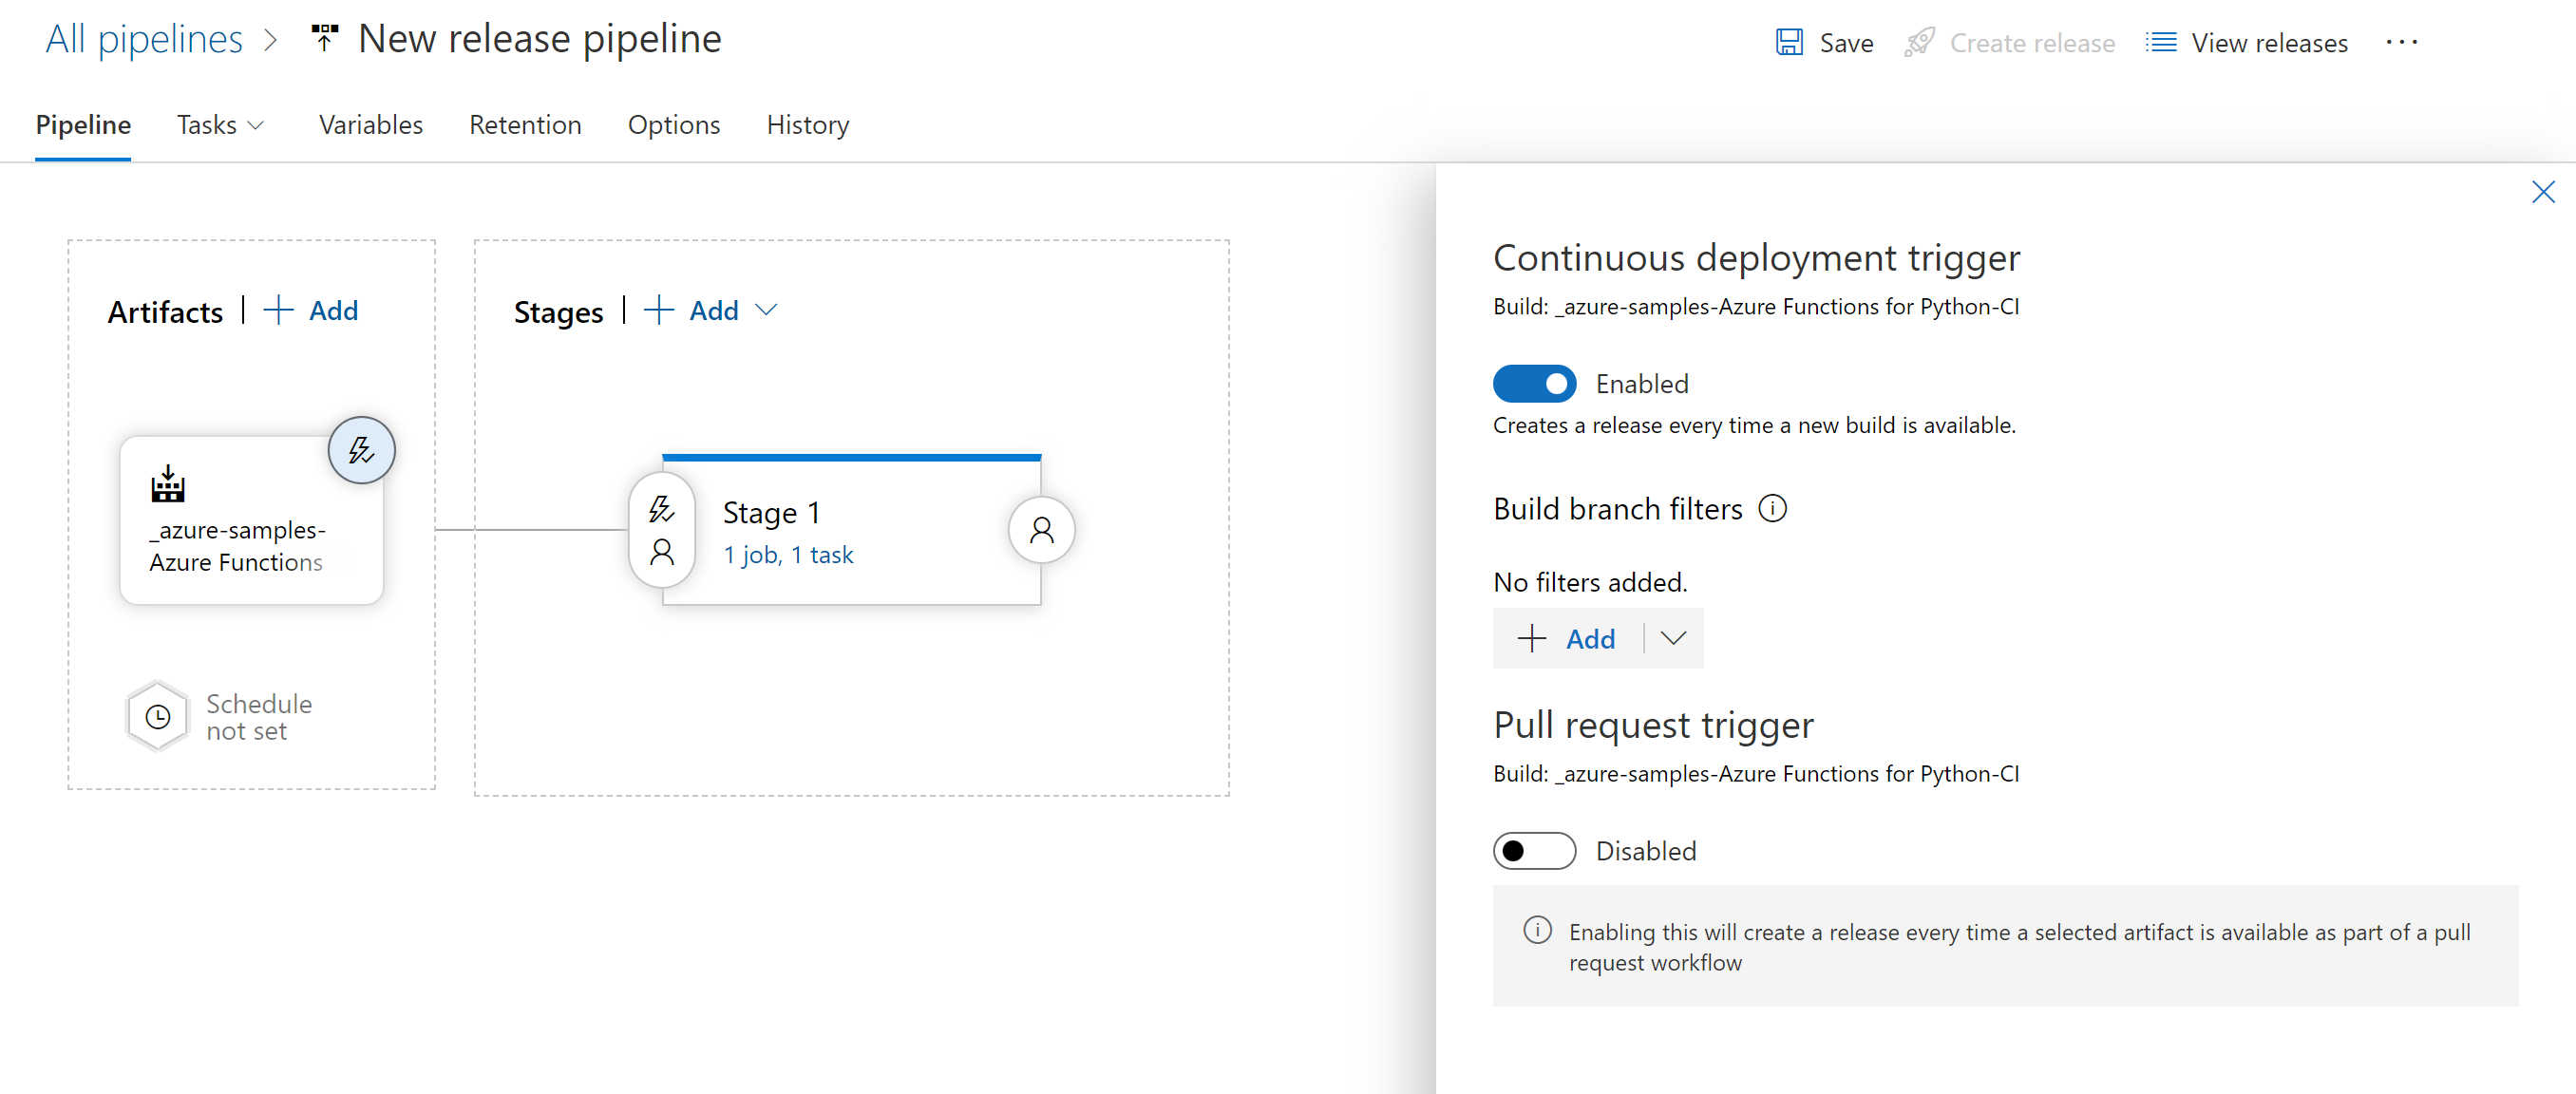 All pipelines > New release pipeline
Save Create release View releases ...
Pipeline Tasks Variables Retention Options History
Artifacts | + Add
Stages | + Add
_azure-samples-
Azure Functions
Schedule
not set
Stage 1
1 job, 1 task
Continuous deployment trigger
Build: _azure-samples-Azure Functions for Python-CI
Enabled
Creates a release every time a new build is available.
Build branch filters
No filters added.
+ Add
Pull request trigger
Build: _azure-samples-Azure Functions for Python-CI
Disabled
Enabling this will create a release every time a selected artifact is available as part of a pull
request workflow